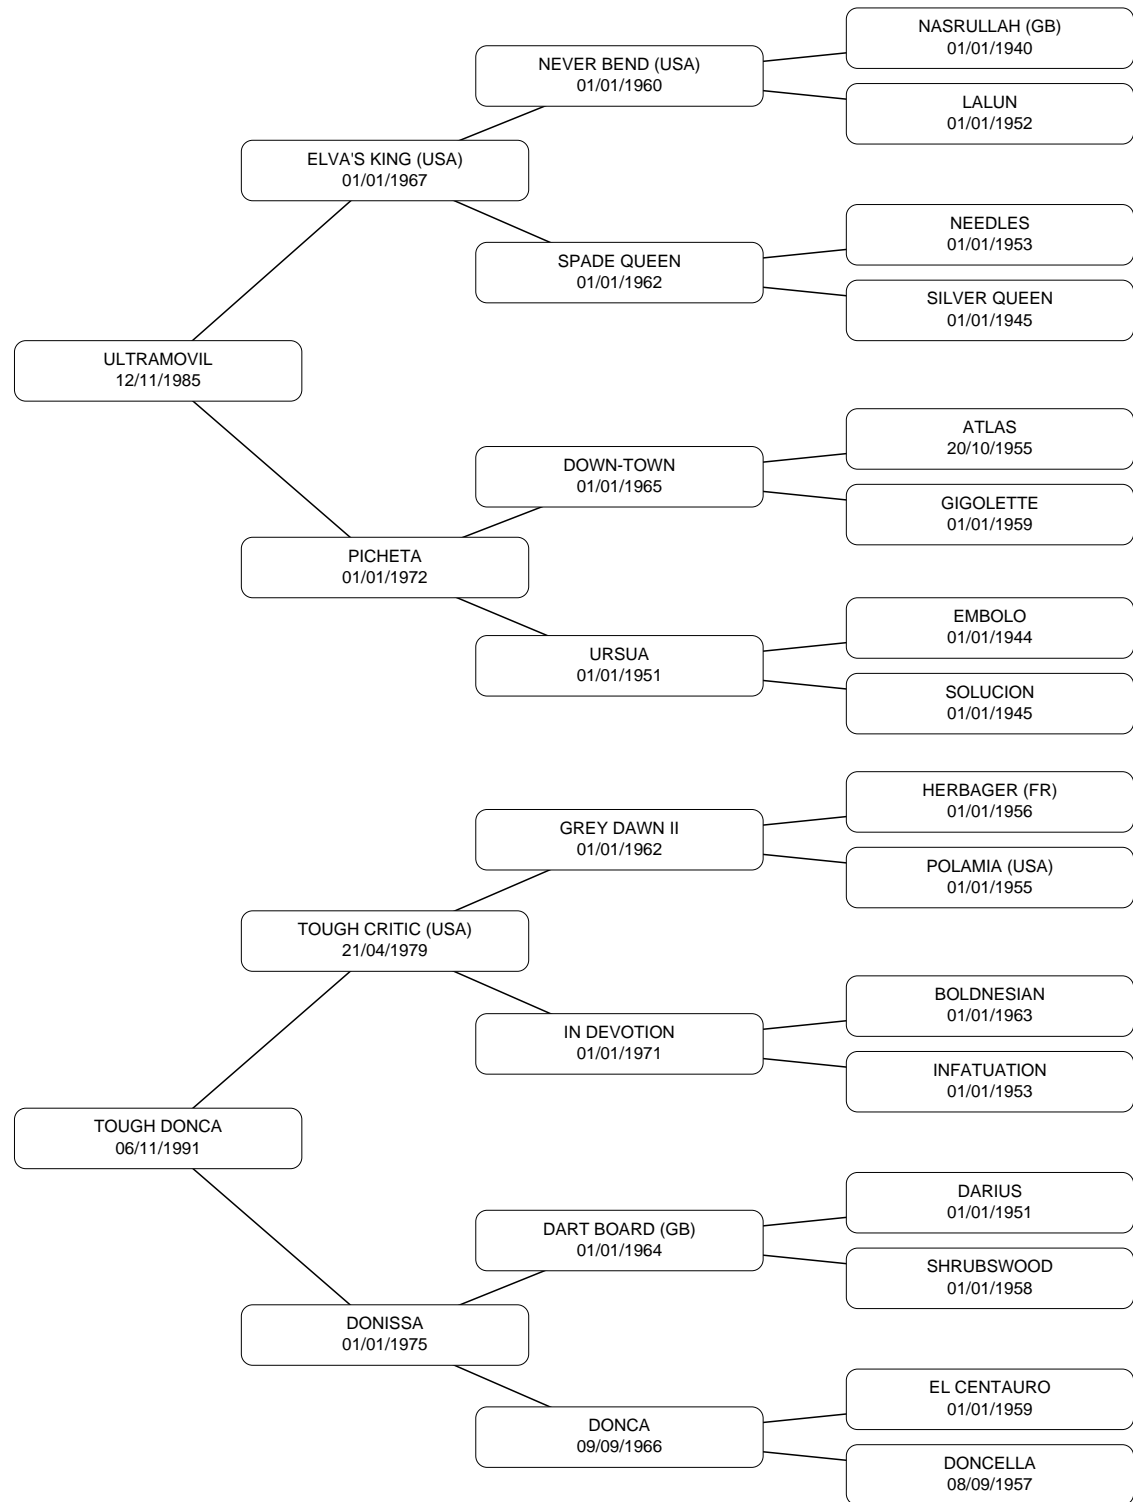 NASRULLAH (GB)
01/01/1940
NEVER BEND (USA)
01/01/1960
LALUN
01/01/1952
ELVA'S KING (USA)
01/01/1967
NEEDLES
01/01/1953
SPADE QUEEN
01/01/1962
SILVER QUEEN
01/01/1945
ULTRAMOVIL
12/11/1985
ATLAS
20/10/1955
DOWN-TOWN
01/01/1965
GIGOLETTE
01/01/1959
PICHETA
01/01/1972
EMBOLO
01/01/1944
URSUA
01/01/1951
SOLUCION
01/01/1945
HERBAGER (FR)
01/01/1956
GREY DAWN II
01/01/1962
POLAMIA (USA)
01/01/1955
TOUGH CRITIC (USA)
21/04/1979
BOLDNESIAN
01/01/1963
IN DEVOTION
01/01/1971
INFATUATION
01/01/1953
TOUGH DONCA
06/11/1991
DARIUS
01/01/1951
DART BOARD (GB)
01/01/1964
SHRUBSWOOD
01/01/1958
DONISSA
01/01/1975
EL CENTAURO
01/01/1959
DONCA
09/09/1966
DONCELLA
08/09/1957